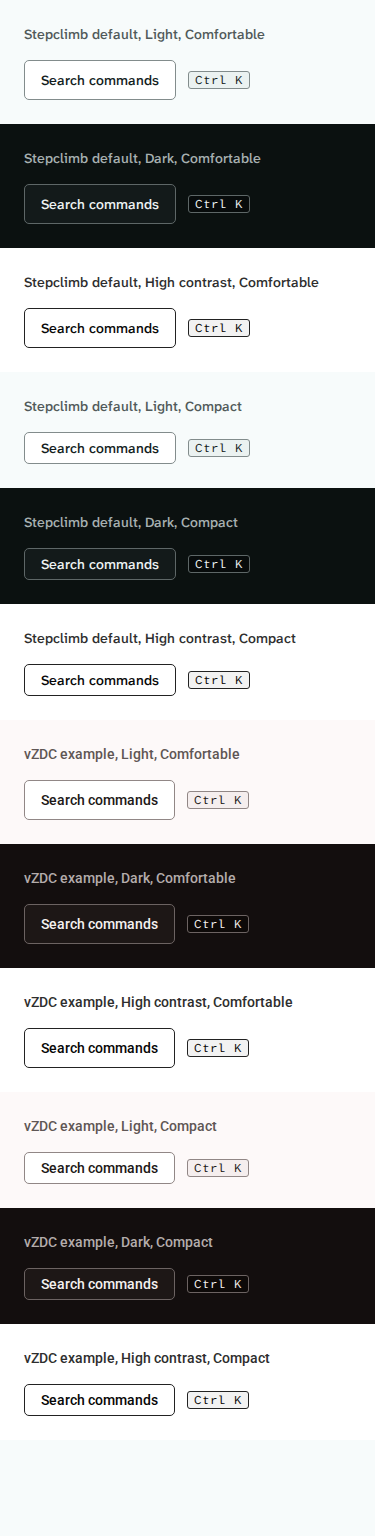 Stepclimb default, Light, Comfortable
Search commands Ctrl K
Stepclimb default, Dark, Comfortable
Search commands Ctrl K
Stepclimb default, High contrast, Comfortable
Search commands Ctrl K
Stepclimb default, Light, Compact
Search commands Ctrl K
Stepclimb default, Dark, Compact
Search commands Ctrl K
Stepclimb default, High contrast, Compact
Search commands Ctrl K
vZDC example, Light, Comfortable
Search commands Ctrl K
vZDC example, Dark, Comfortable
Search commands Ctrl K
vZDC example, High contrast, Comfortable
Search commands Ctrl K
vZDC example, Light, Compact
Search commands Ctrl K
vZDC example, Dark, Compact
Search commands Ctrl K
vZDC example, High contrast, Compact
Search commands Ctrl K